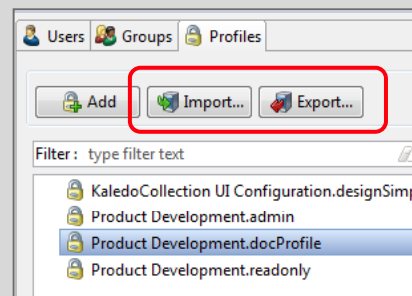 Users Groups Profiles
Add Import... Export...
Filter : type filter text
KaledoCollection UI Configuration.designSimp
Product Development.admin
Product Development.docProfile
Product Development.readonly